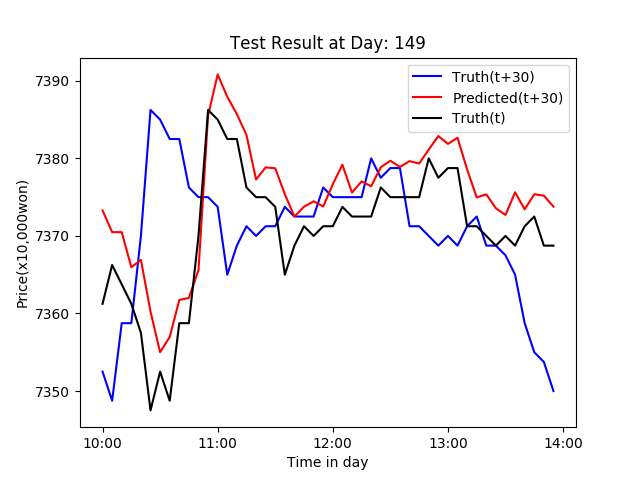 Test Result at Day: 149
Truth(t+30)
Predicted(t+30)
Truth(t)
Price(x10,000won)
7390
7380
7370
7360
7350
10:00 11:00 12:00 13:00 14:00
Time in day